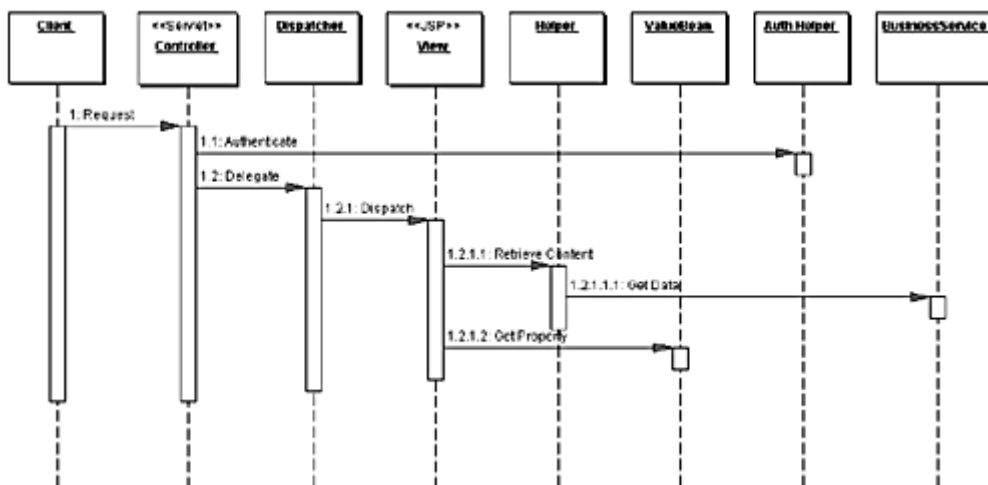 Client
<<Servlet>>
Controller
Dispatcher
<<JSP>>
View
Helper
ValueBean
Auth Helper
BusinessService
1: Request
1.1: Authenticate
1.2: Delegate
1.2.1: Dispatch
1.2.1.1: Retrieve Content
1.2.1.1.1: Get Data
1.2.1.2: Get Property